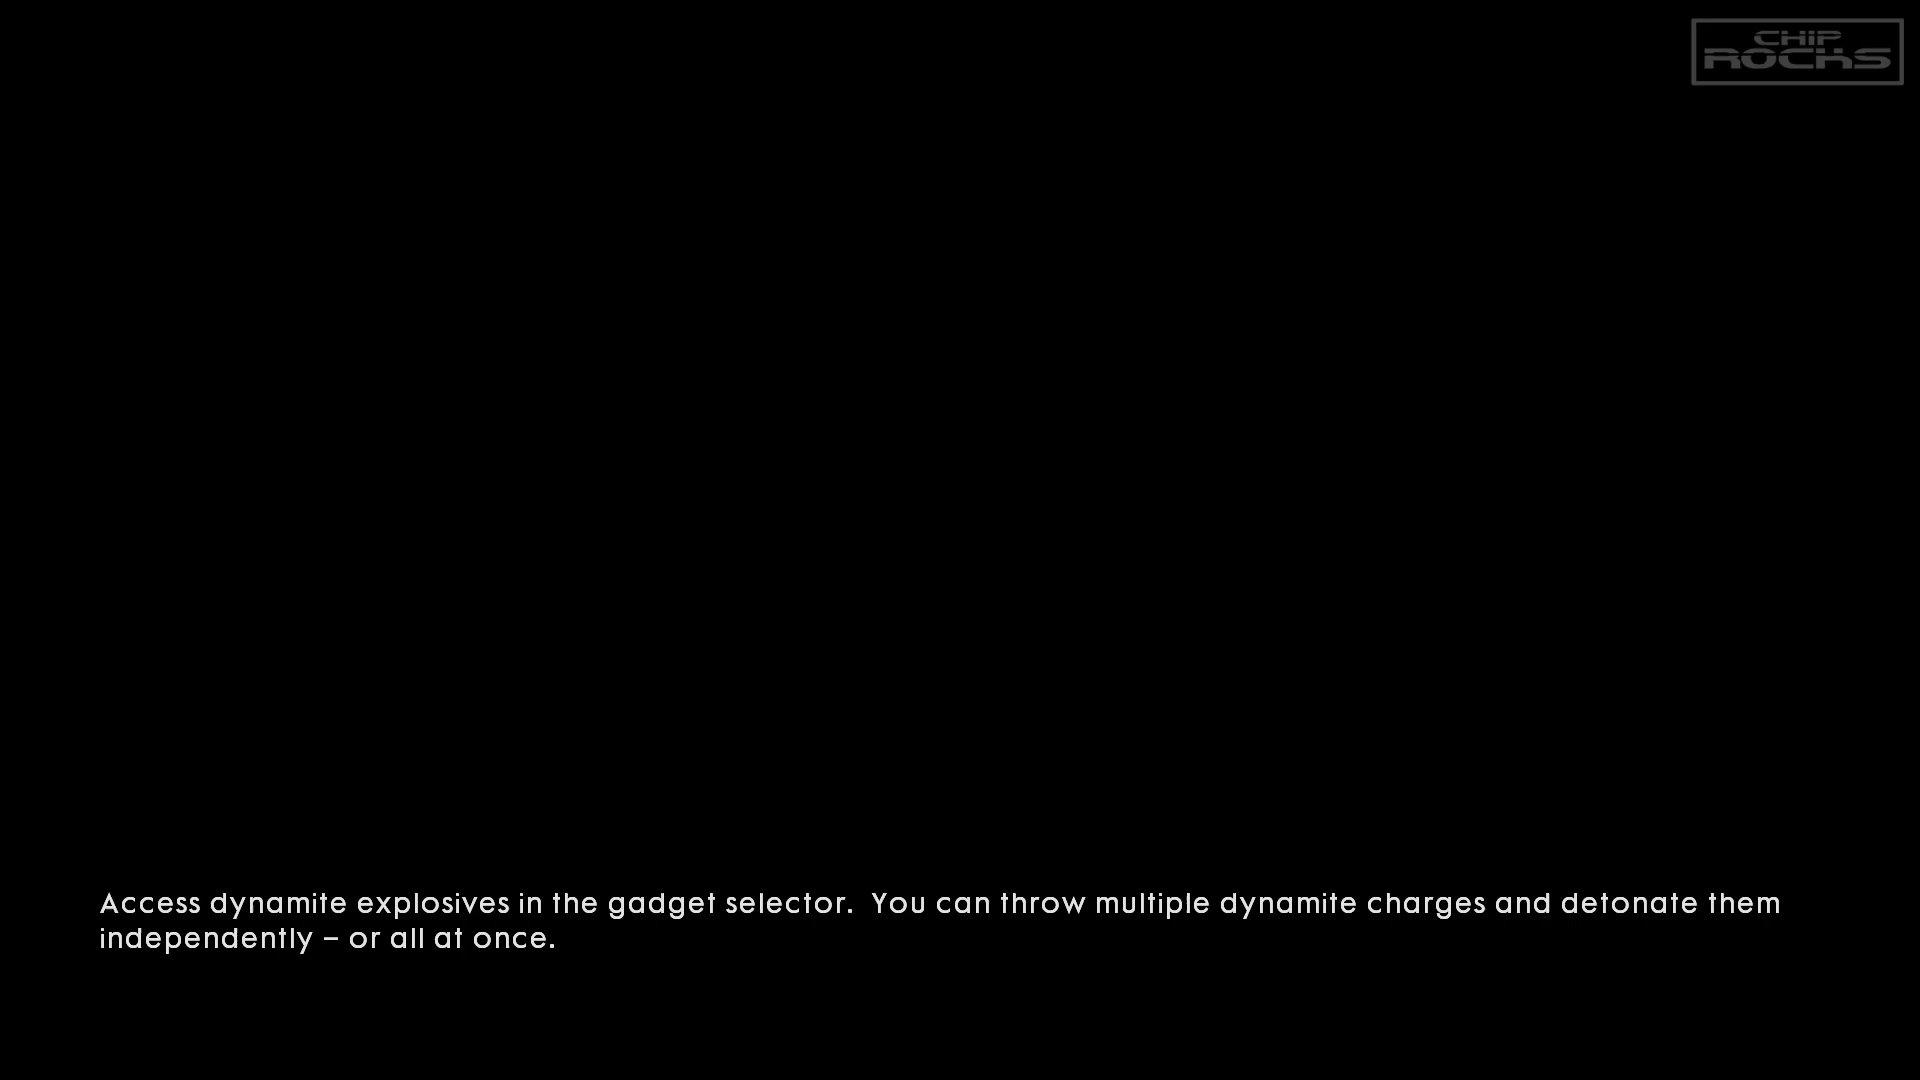 CHIP
ROCKS
Access dynamite explosives in the gadget selector.  You can throw multiple dynamite charges and detonate them
independently – or all at once.